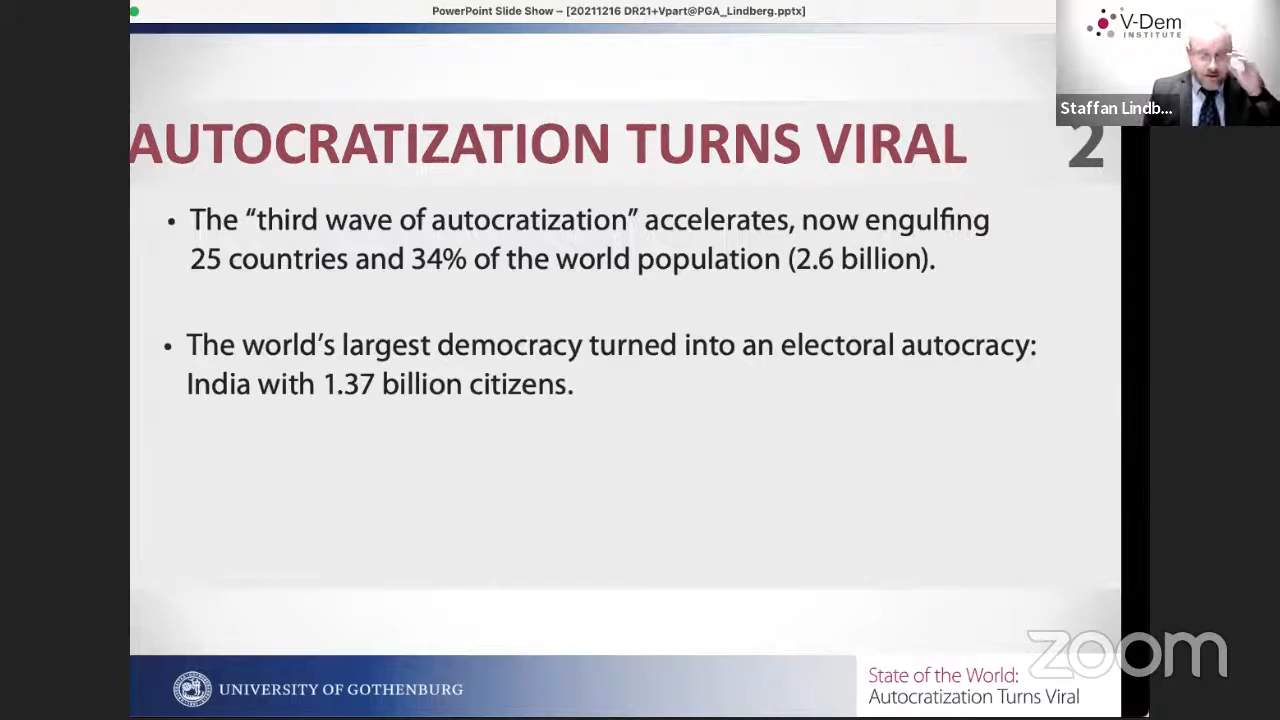 PowerPoint Slide Show – [20211216 DR21+Vpart@PGA_Lindberg.pptx]
V-Dem
INSTITUTE
Staffan Lindb...
AUTOCRATIZATION TURNS VIRAL
2
• The “third wave of autocratization” accelerates, now engulfing
25 countries and 34% of the world population (2.6 billion).
• The world’s largest democracy turned into an electoral autocracy:
India with 1.37 billion citizens.
zoom
UNIVERSITY OF GOTHENBURG
State of the World:
Autocratization Turns Viral